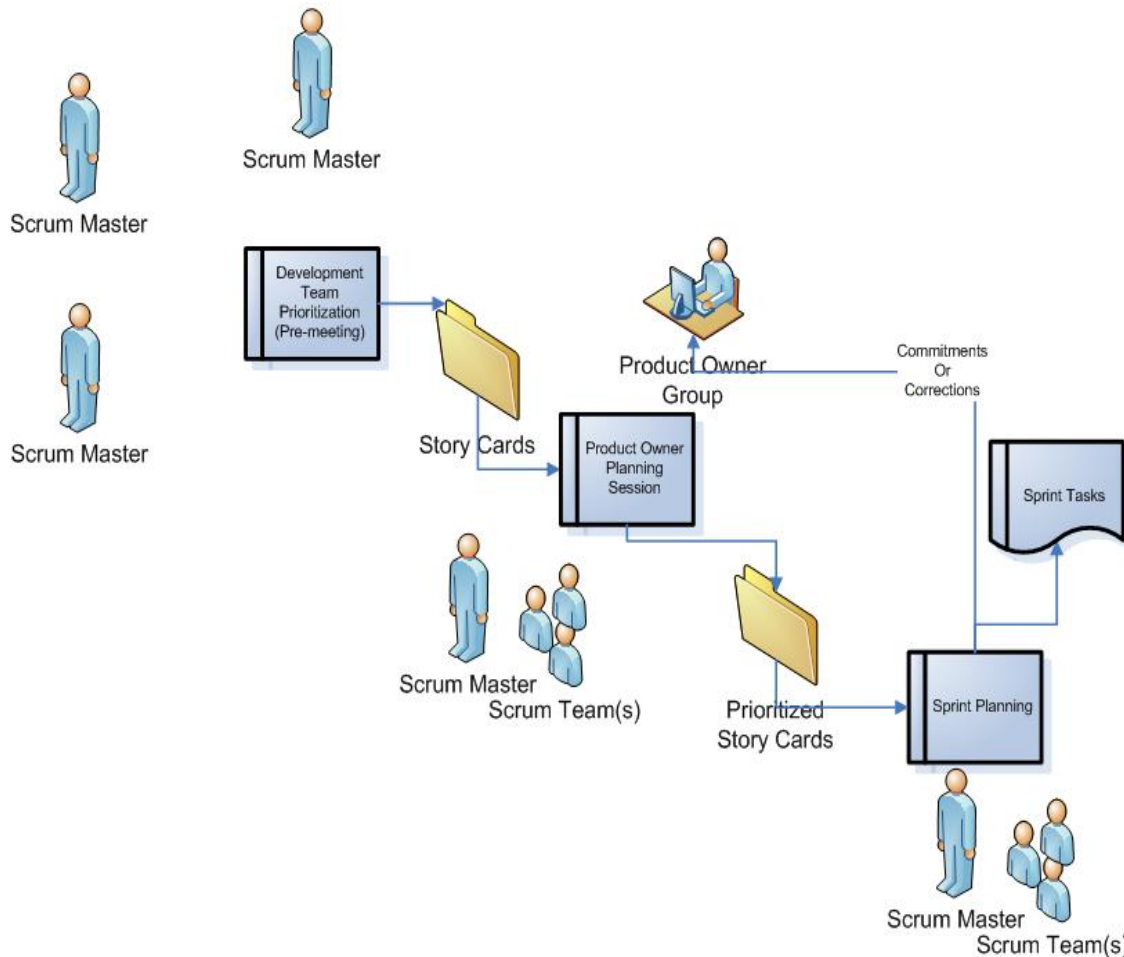 Scrum Master
Scrum Master
Scrum Master
Development
Team
Prioritization
(Pre-meeting)
Story Cards
Product Owner
Group
Commitments
Or
Corrections
Product Owner
Planning
Session
Sprint Tasks
Scrum Master
Scrum Team(s)
Prioritized
Story Cards
Sprint Planning
Scrum Master
Scrum Team(s)